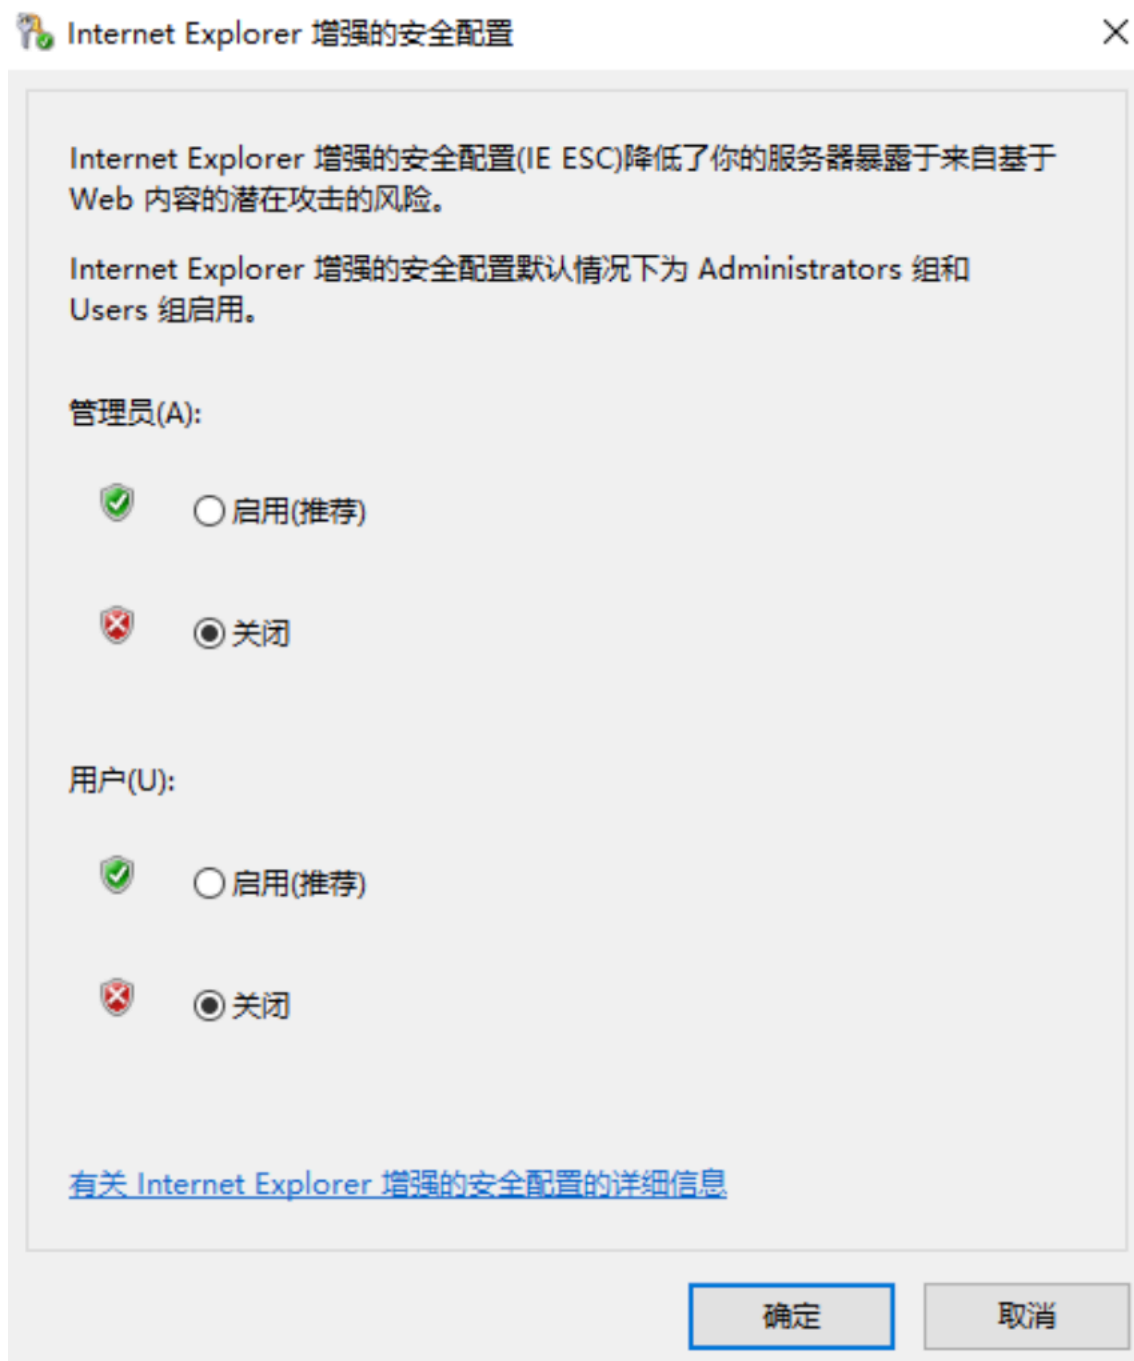 Internet Explorer 增强的安全配置
Internet Explorer 增强的安全配置(IE ESC)降低了你的服务器暴露于来自基于
Web 内容的潜在攻击的风险。
Internet Explorer 增强的安全配置默认情况下为 Administrators 组和
Users 组启用。
管理员(A):
启用(推荐)
关闭
用户(U):
启用(推荐)
关闭
有关 Internet Explorer 增强的安全配置的详细信息
确定
取消